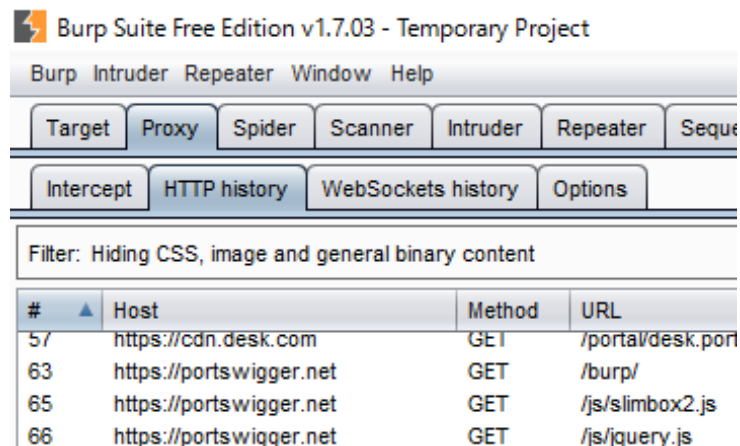 Burp Suite Free Edition v1.7.03 - Temporary Project
Burp Intruder Repeater Window Help
Target Proxy Spider Scanner Intruder Repeater Seque
Intercept HTTP history WebSockets history Options
Filter: Hiding CSS, image and general binary content
# Host Method URL
57 https://cdn.desk.com GET /portal/desk.port
63 https://portswigger.net GET /burp/
65 https://portswigger.net GET /js/slimbox2.js
66 https://portswigger.net GET /js/jquery.js